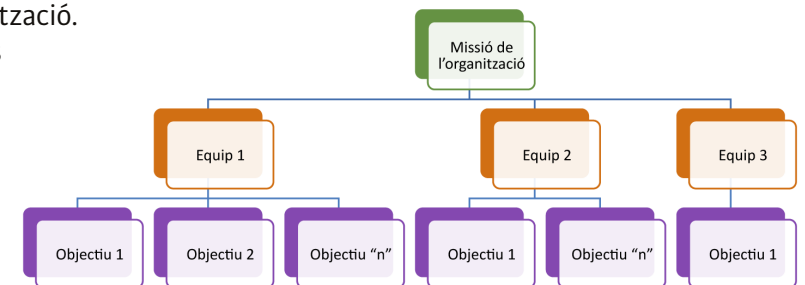 tzació.
Missió de
l’organització
Equip 1
Equip 2
Equip 3
Objectiu 1
Objectiu 2
Objectiu “n”
Objectiu 1
Objectiu “n”
Objectiu 1